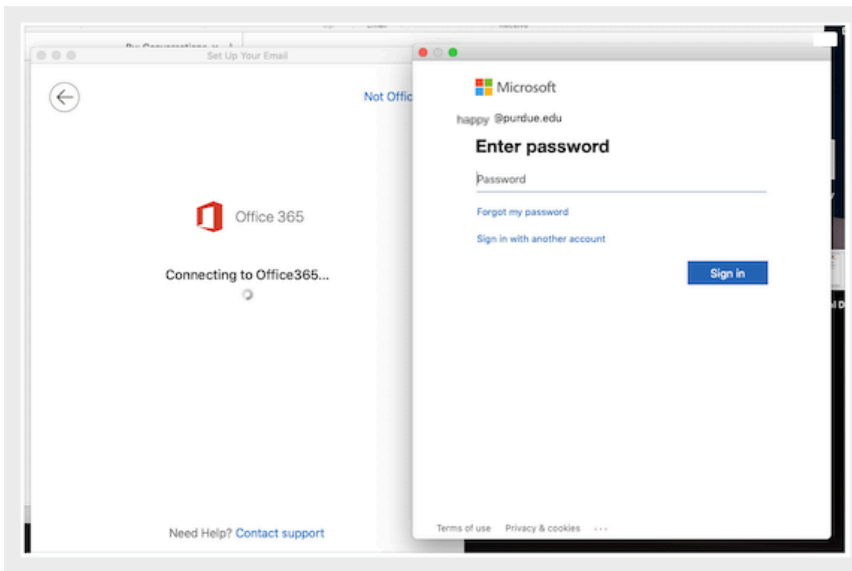 Set Up Your Email
Not Offic
Office 365
Connecting to Office365...
Need Help? Contact support
Microsoft
happy @purdue.edu
Enter password
Password
Forgot my password
Sign in with another account
Sign in
Terms of use Privacy & cookies ...